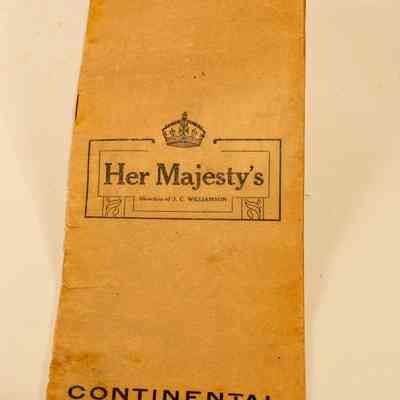 Her Majesty's
Direction of J. C. WILLIAMSON
CONTINENTAL